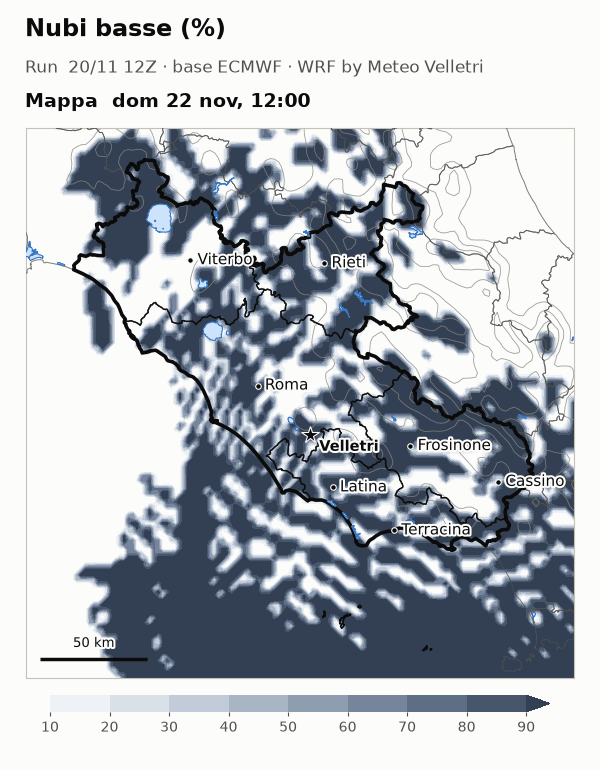 Nubi basse (%)
Run  20/11 12Z · base ECMWF · WRF by Meteo Velletri
Mappa  dom 22 nov, 12:00
Viterbo
Rieti
Roma
Velletri
Frosinone
Latina
Cassino
Terracina
50 km
10 20 30 40 50 60 70 80 90